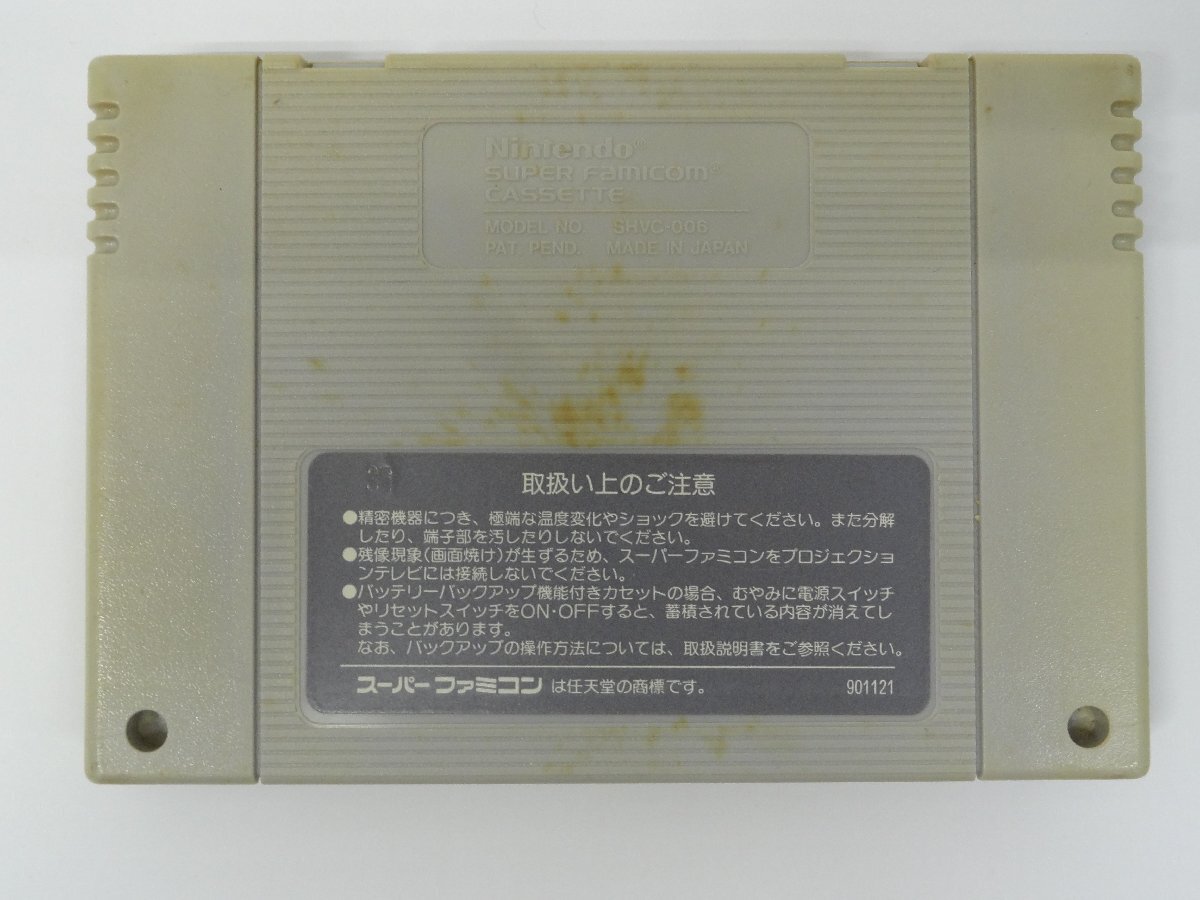 Nintendo®
SUPER FAMICOM®
CASSETTE
MODEL NO. SHVC-006
PAT. PEND. MADE IN JAPAN
取扱い上のご注意
●精密機器につき、極端な温度変化やショックを避けてください。また分解
したり、端子部を汚したりしないでください。
●残像現象(画面焼け)が生ずるため、スーパーファミコンをプロジェクショ
ンテレビには接続しないでください。
●バッテリーバックアップ機能付きカセットの場合、むやみに電源スイッチ
やリセットスイッチをON・OFFすると、蓄積されている内容が消えてし
まうことがあります。
なお、バックアップの操作方法については、取扱説明書をご参照ください。
スーパーファミコン は任天堂の商標です。 901121